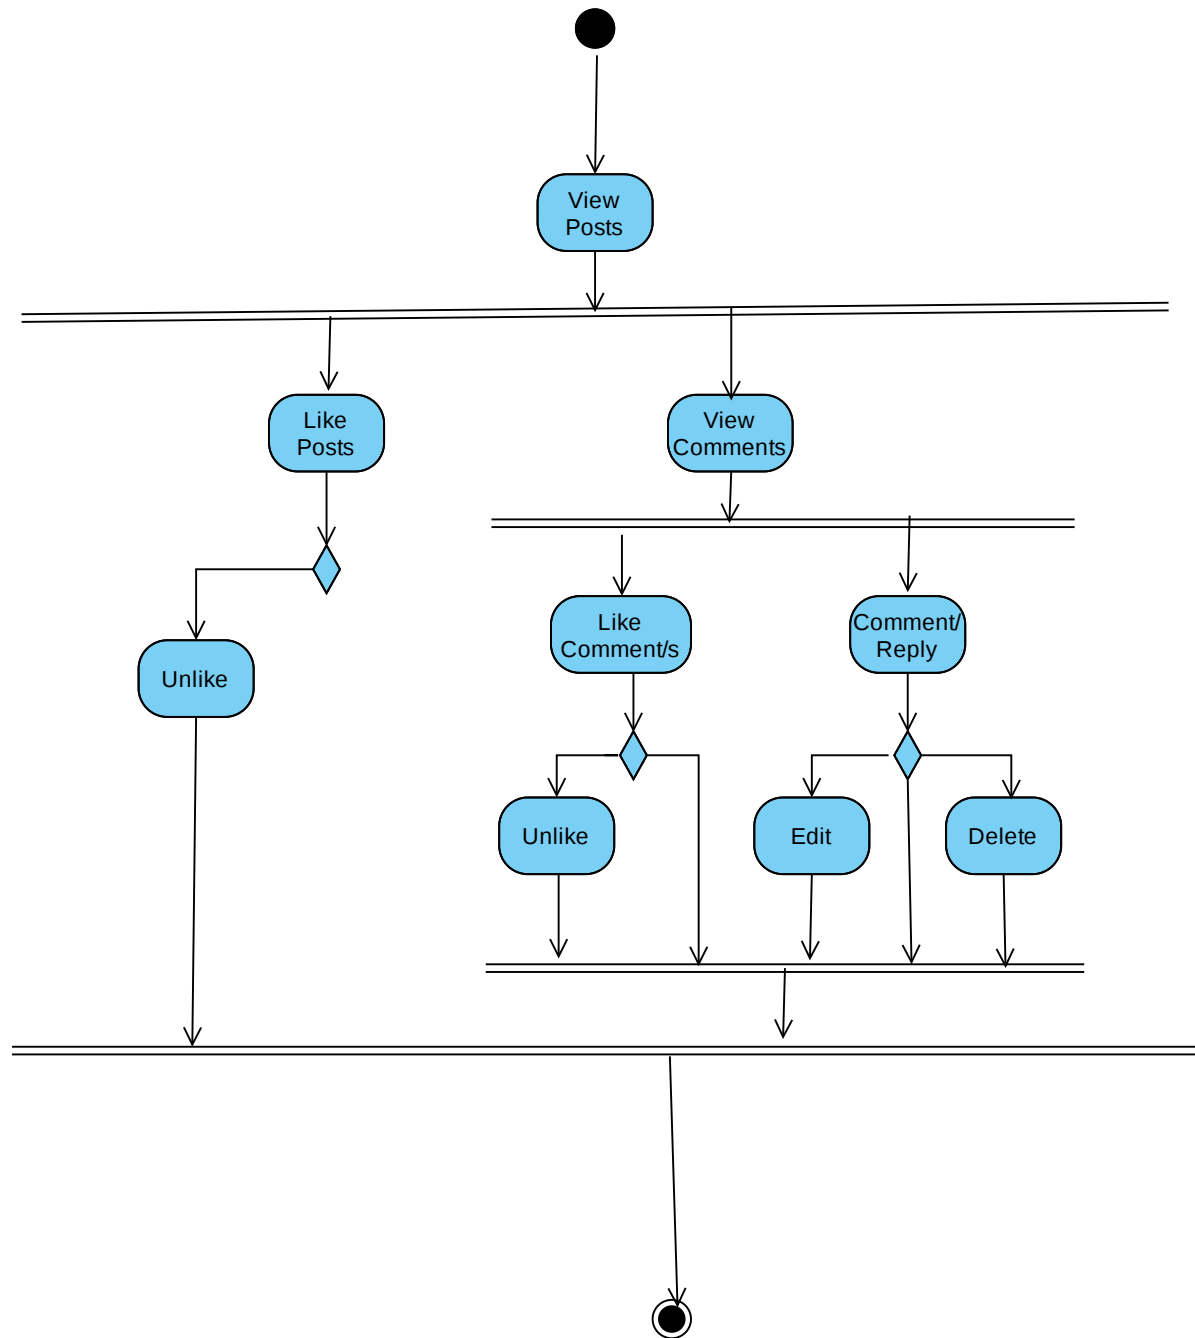 View
Posts
Like
Posts
View
Comments
Like
Comment/s
Comment/
Reply
Unlike
Unlike
Edit
Delete